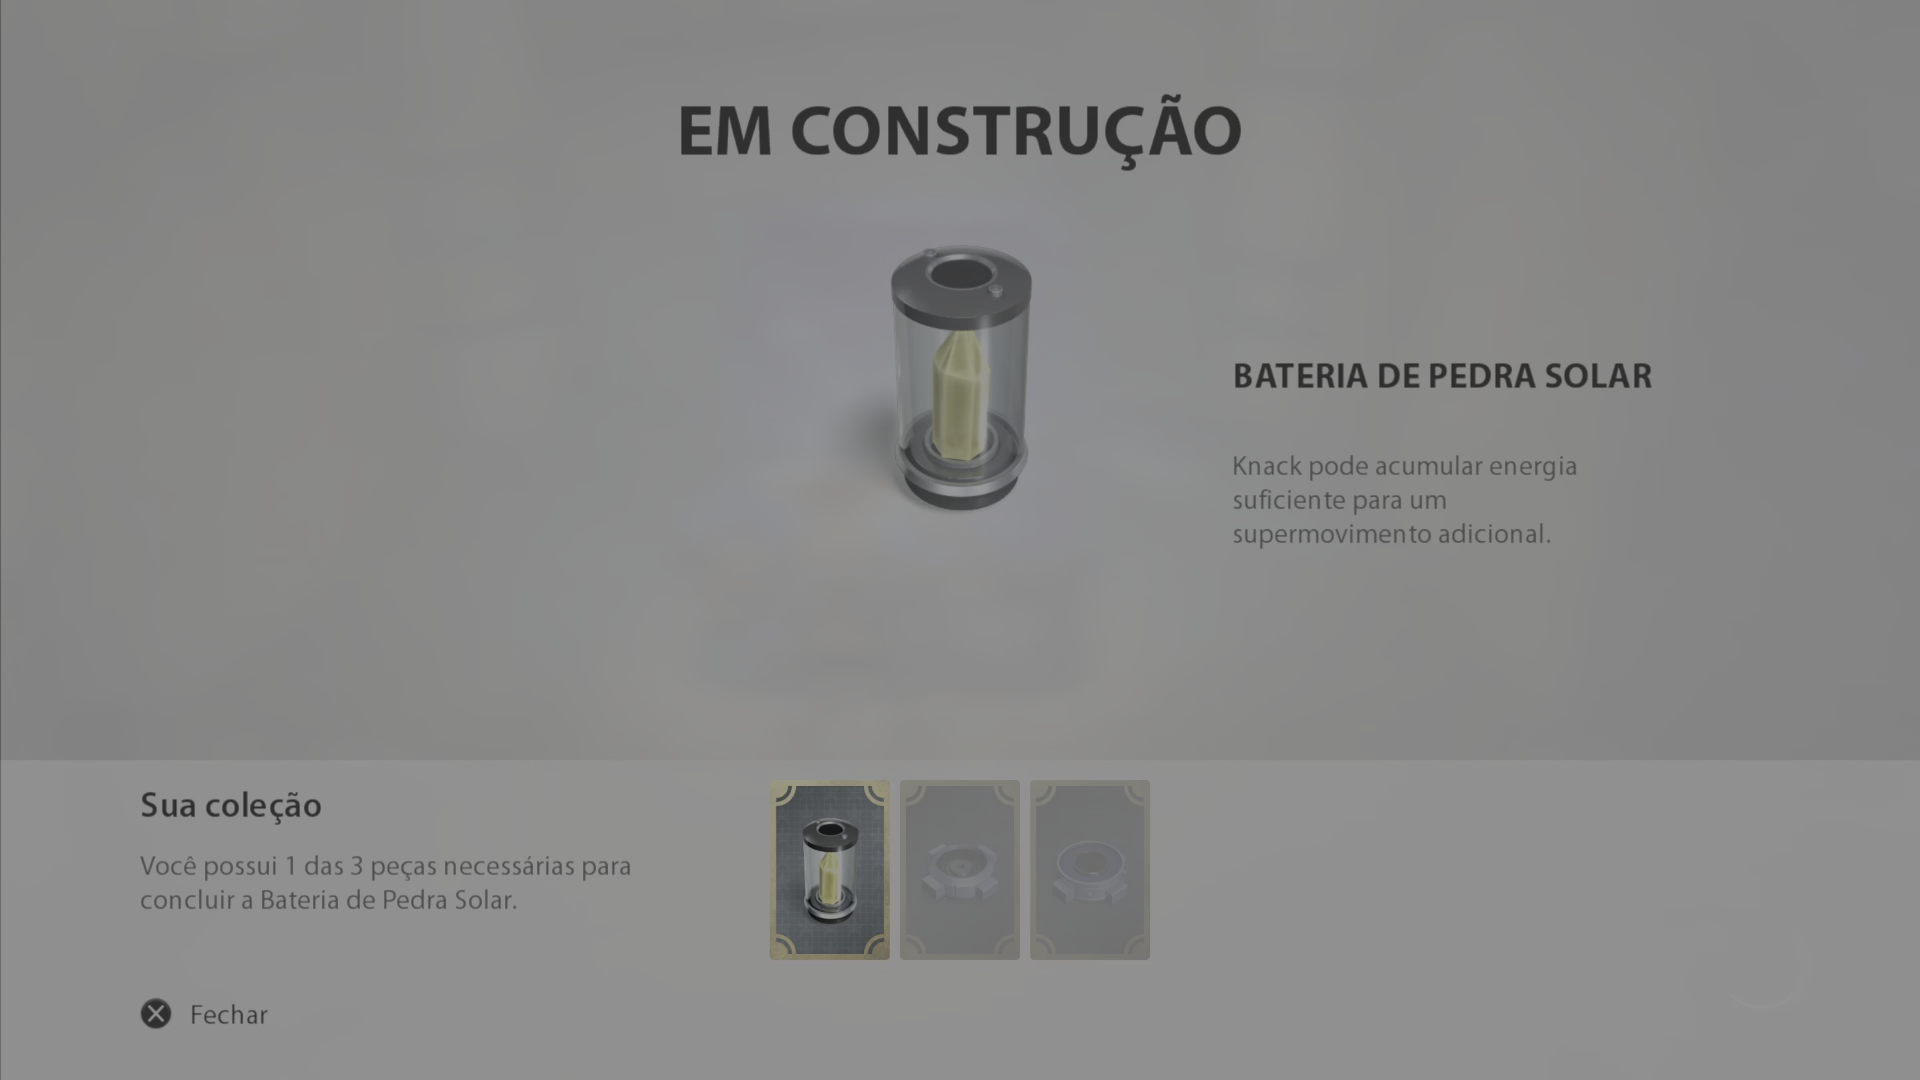 EM CONSTRUÇÃO
BATERIA DE PEDRA SOLAR
Knack pode acumular energia
suficiente para um
supermovimento adicional.
Sua coleção
Você possui 1 das 3 peças necessárias para
concluir a Bateria de Pedra Solar.
Fechar